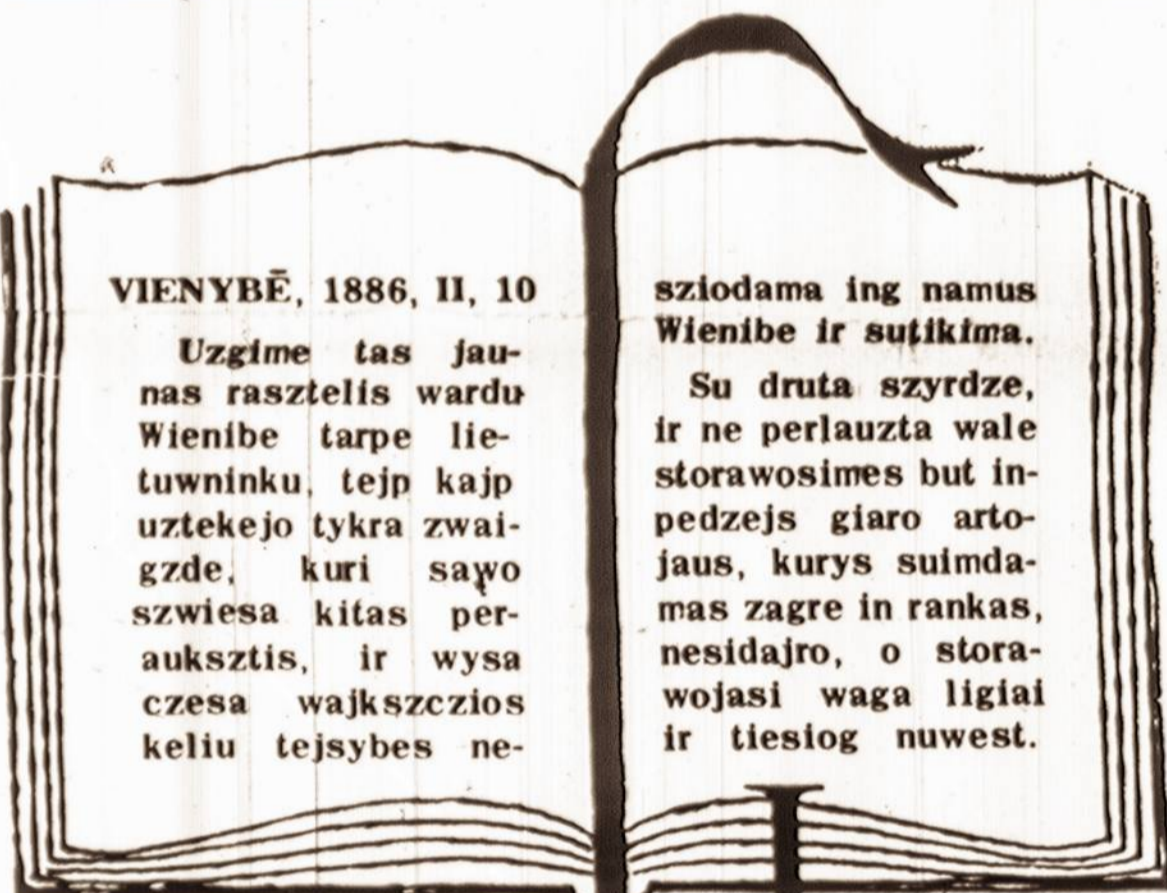 VIENYBĒ, 1886, II, 10
Uzgime tas jau-
nas rasztelis wardu
Wienibe tarpe lie-
tuwninku, tejp kajp
uztekejo tykra zwai-
gzde, kuri sawo
szwiesa kitas per-
auksztis, ir wysa
czesa wajkszczios
keliu tejsybes ne-
sziodama ing namus
Wienibe ir sutikima.
Su druta szyrdze,
ir ne perlauzta wale
storawosimes but in-
pedzejs giaro arto-
jaus, kurys suimda-
mas zagre in rankas,
nesidajro, o stora-
wojasi waga ligiai
ir tiesiog nuwest.